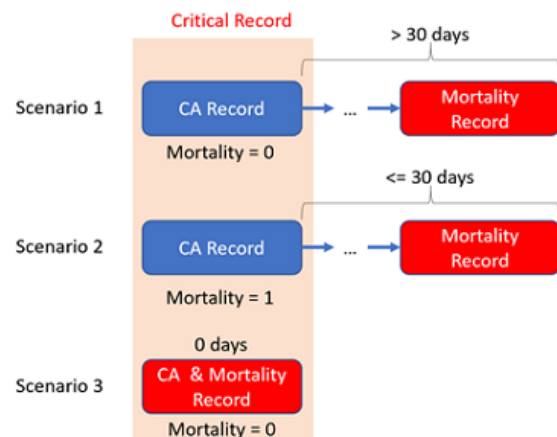 Critical Record
> 30 days
Scenario 1
CA Record
...
Mortality
Record
Mortality = 0
<= 30 days
Scenario 2
CA Record
...
Mortality
Record
Mortality = 1
0 days
Scenario 3
CA & Mortality
Record
Mortality = 0